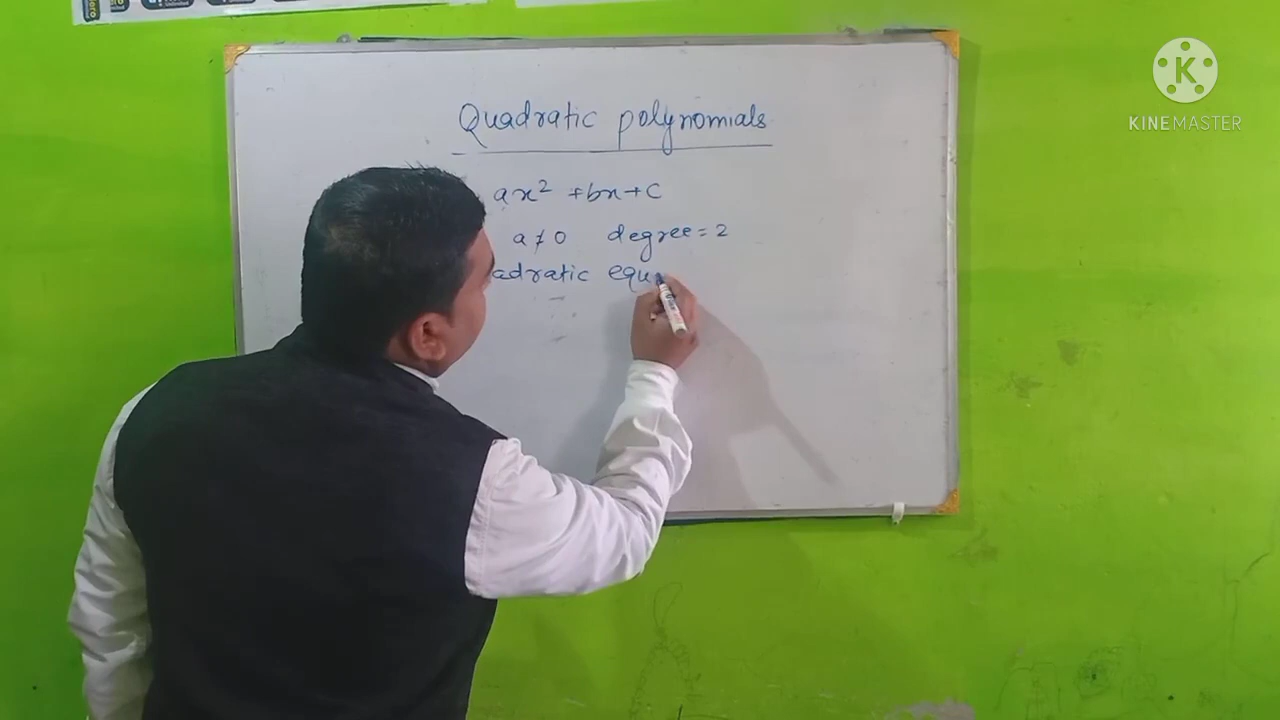 Quadratic polynomials
ax² + bx + c
a ≠ 0 degree = 2
adratic equ
KINEMASTER